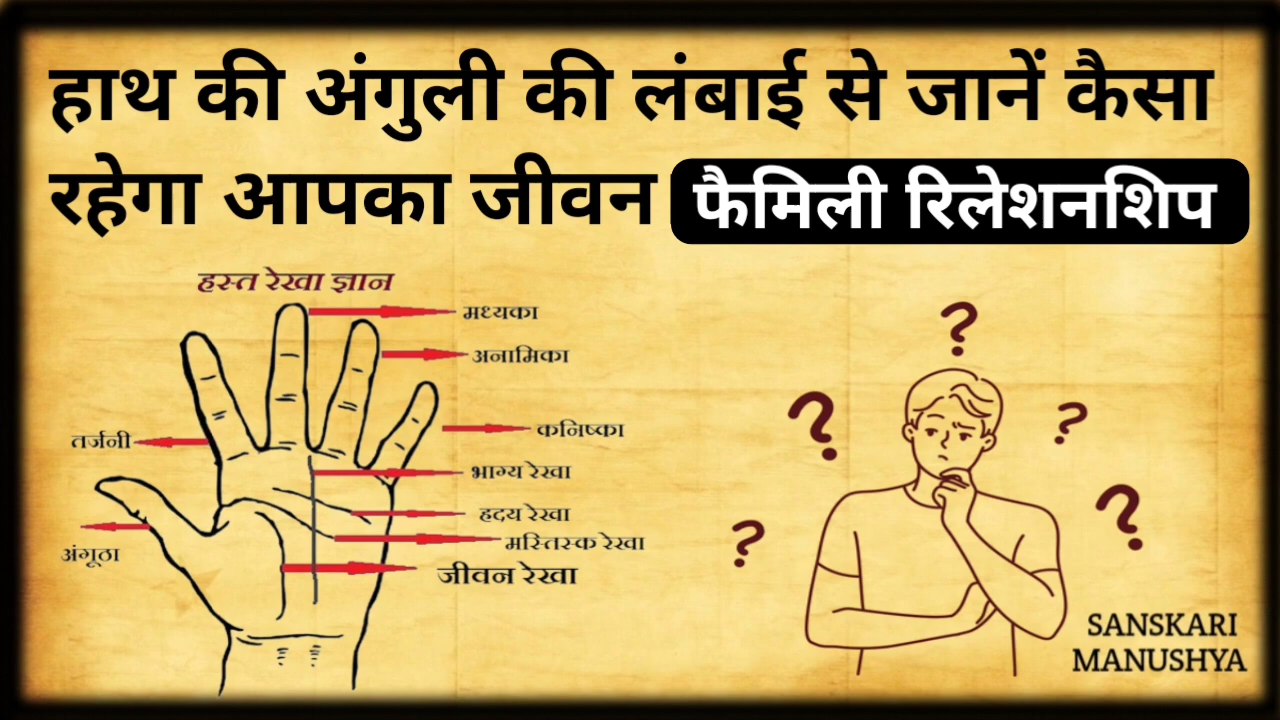 हाथ की अंगुली की लंबाई से जानें कैसा
रहेगा आपका जीवन फैमिली रिलेशनशिप
हस्त रेखा ज्ञान
मध्यका
अनामिका
तर्जनी
कनिष्का
भाग्य रेखा
हृदय रेखा
मस्तिस्क रेखा
अंगूठा
जीवन रेखा
SANSKARI
MANUSHYA